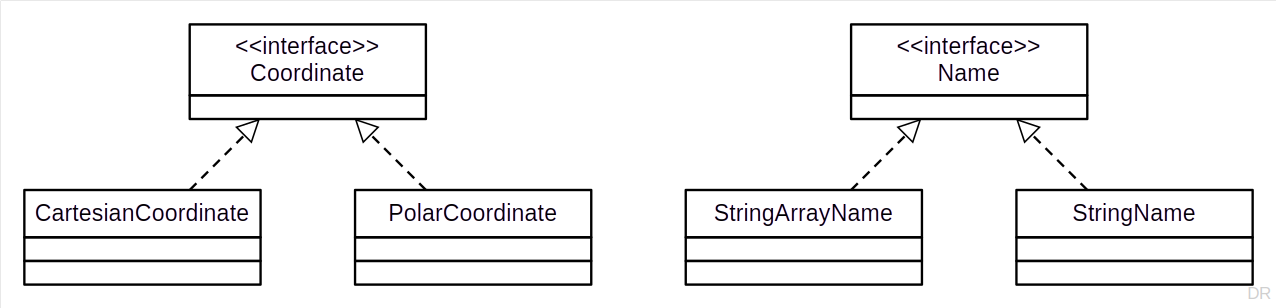 <<interface>>
Coordinate
<<interface>>
Name
CartesianCoordinate
PolarCoordinate
StringArrayName
StringName
DR